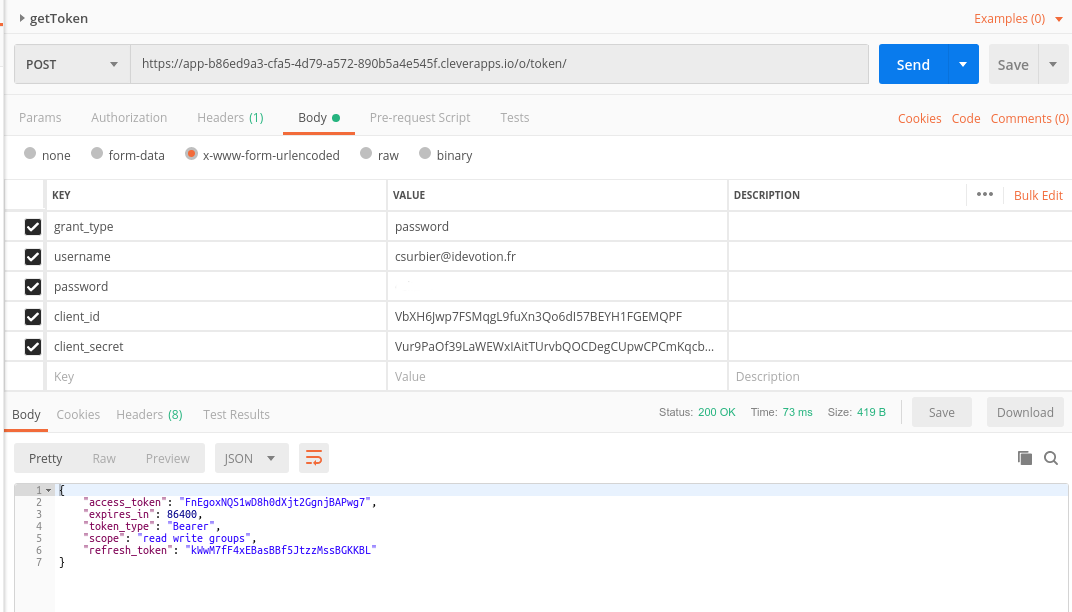 getToken Examples (0)
POST https://app-b86ed9a3-cfa5-4d79-a572-890b5a4e545f.cleverapps.io/o/token/ Send Save
Params Authorization Headers (1) Body Pre-request Script Tests Cookies Code Comments (0)
none form-data x-www-form-urlencoded raw binary
KEY VALUE DESCRIPTION ••• Bulk Edit
grant_type password
username csurbier@idevotion.fr
password
client_id VbXH6Jwp7FSMqgL9fuXn3Qo6dI57BEYH1FGEMQPF
client_secret Vur9PaOf39LaWEWxIAitTUrvbQOCDegCUpwCPCmKqcb...
Key Value Description
Body Cookies Headers (8) Test Results Status: 200 OK Time: 73 ms Size: 419 B Save Download
Pretty Raw Preview JSON
1 {
2 "access_token": "FnEgoxNQS1wD8h0dXjt2GgnjBAPwg7",
3 "expires_in": 86400,
4 "token_type": "Bearer",
5 "scope": "read write groups",
6 "refresh_token": "kWwM7fF4xEBasBBf5JtzzMssBGKKBL"
7 }